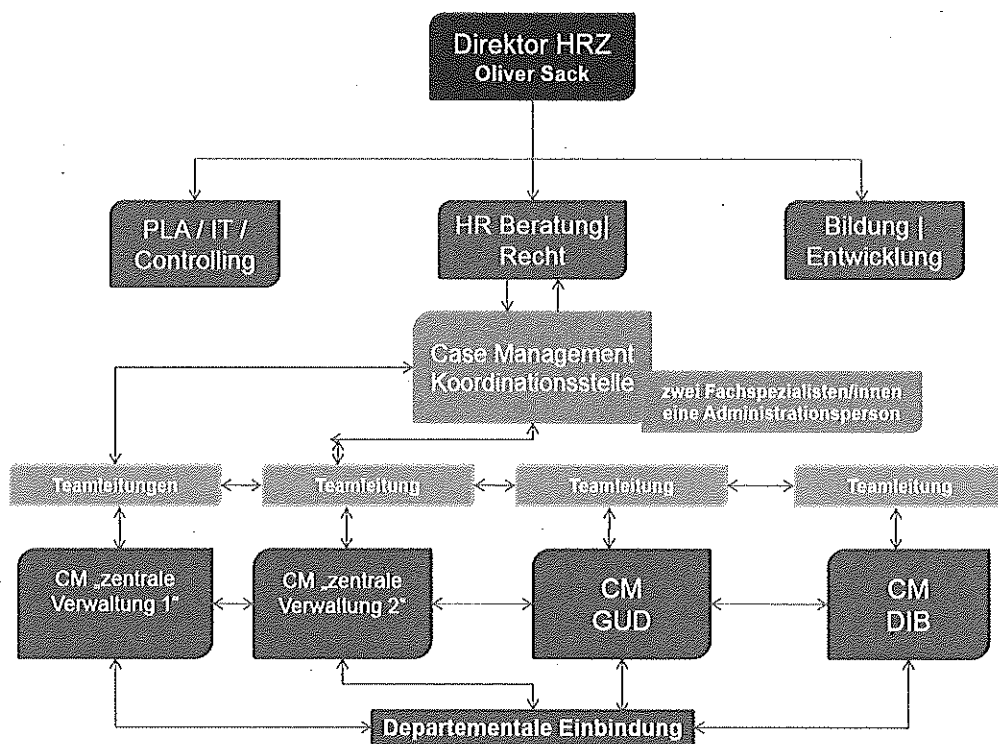 Direktor HRZ
Oliver Sack
PLA / IT /
Controlling
HR Beratung|
Recht
Bildung |
Entwicklung
Case Management
Koordinationsstelle
zwei Fachspezialisten/innen
eine Administrationsperson
Teamleitungen
Teamleitung
Teamleitung
Teamleitung
CM „zentrale
Verwaltung 1“
CM „zentrale
Verwaltung 2“
CM
GUD
CM
DIB
Departementale Einbindung